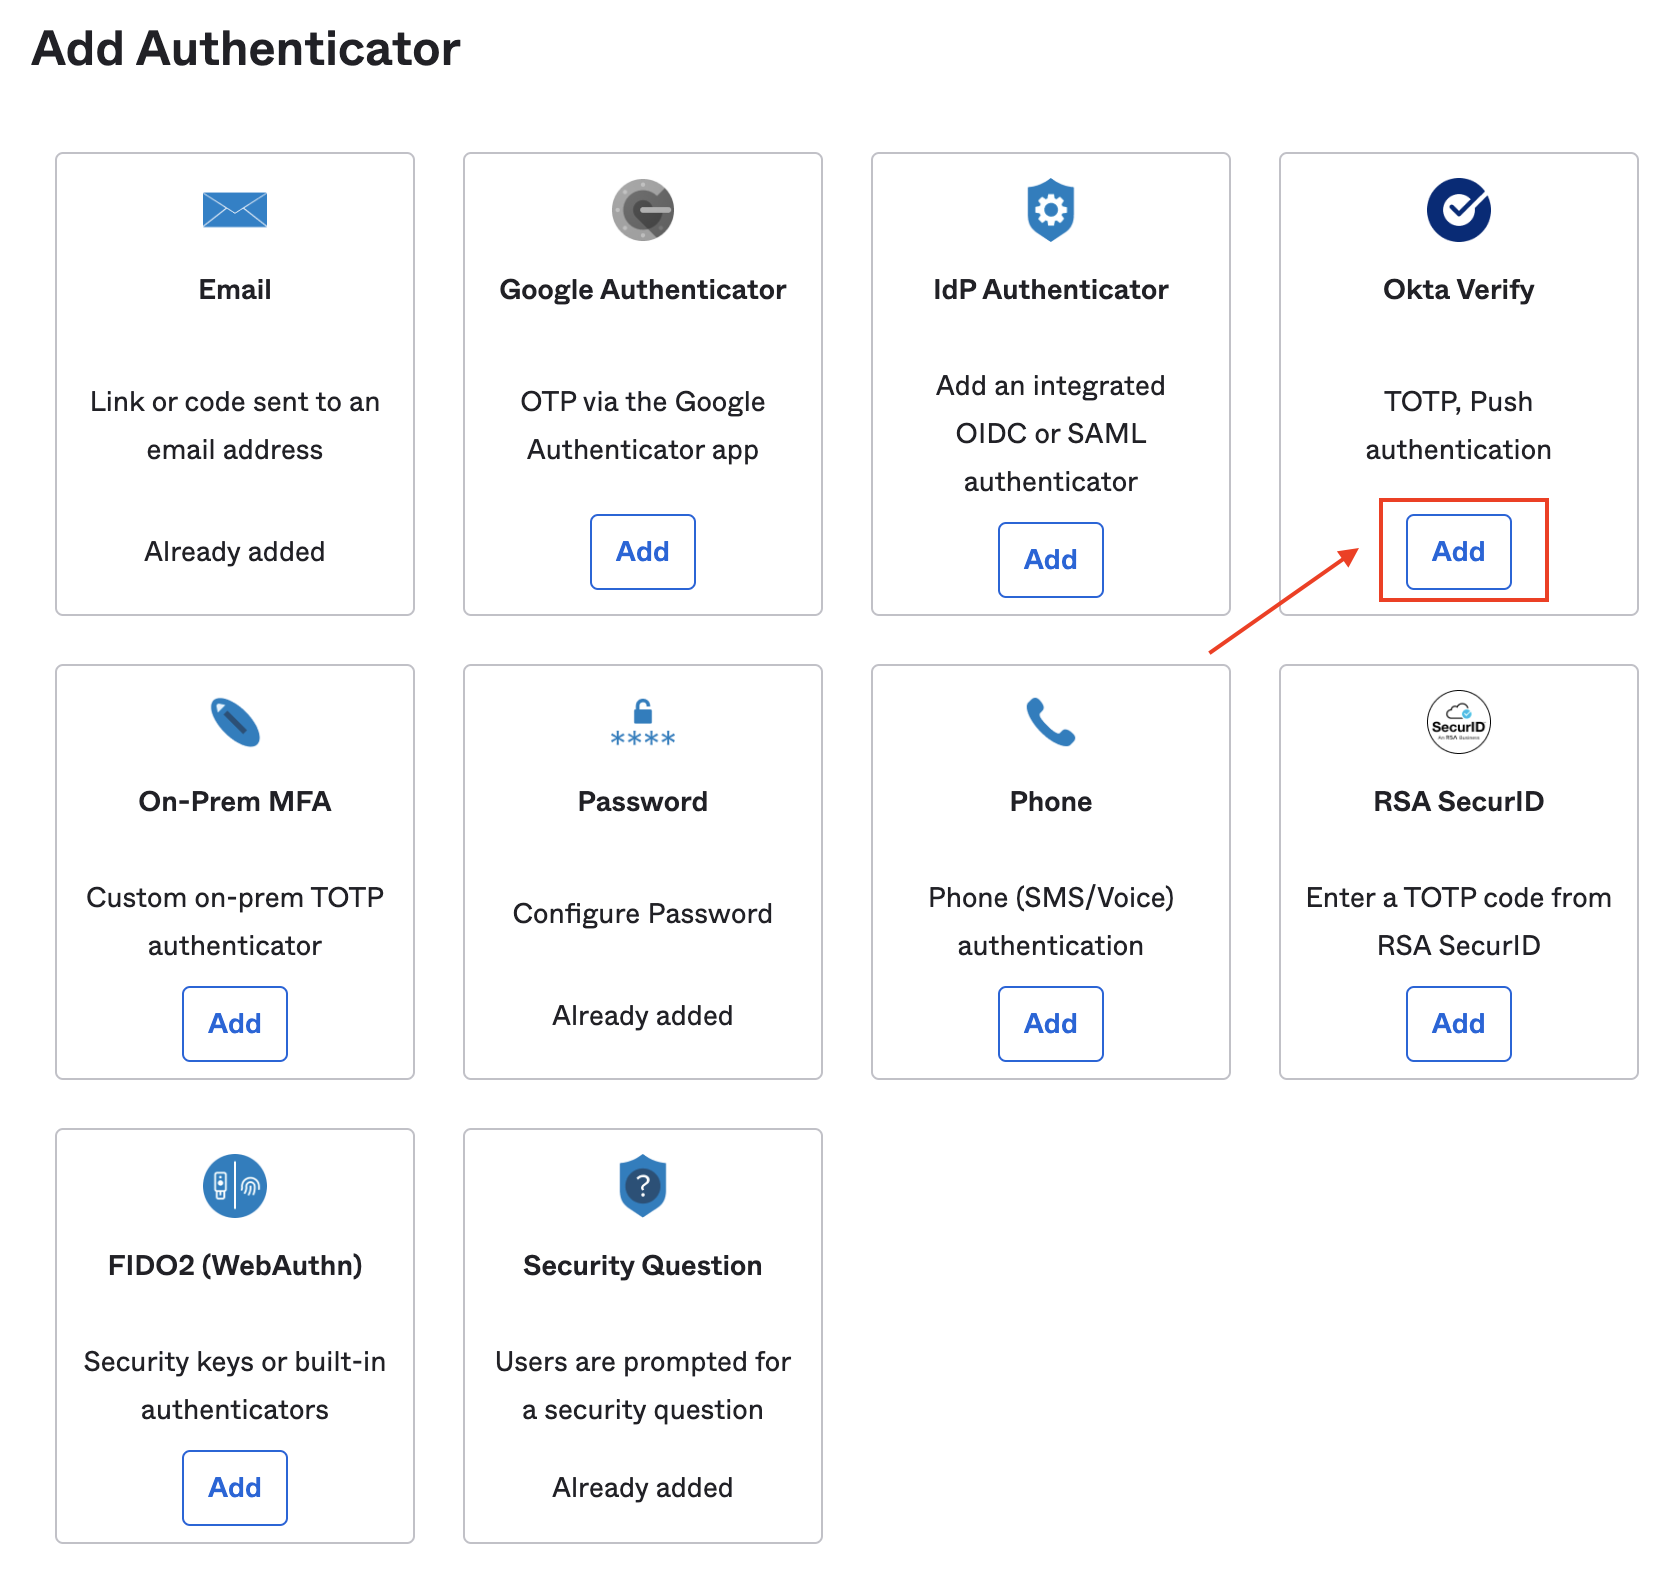 Add Authenticator
Email
Link or code sent to an
email address
Already added
Google Authenticator
OTP via the Google
Authenticator app
Add
IdP Authenticator
Add an integrated
OIDC or SAML
authenticator
Add
Okta Verify
TOTP, Push
authentication
Add
On-Prem MFA
Custom on-prem TOTP
authenticator
Add
****
Password
Configure Password
Already added
Phone
Phone (SMS/Voice)
authentication
Add
SecurID
An RSA Business
RSA SecurID
Enter a TOTP code from
RSA SecurID
Add
FIDO2 (WebAuthn)
Security keys or built-in
authenticators
Add
?
Security Question
Users are prompted for
a security question
Already added